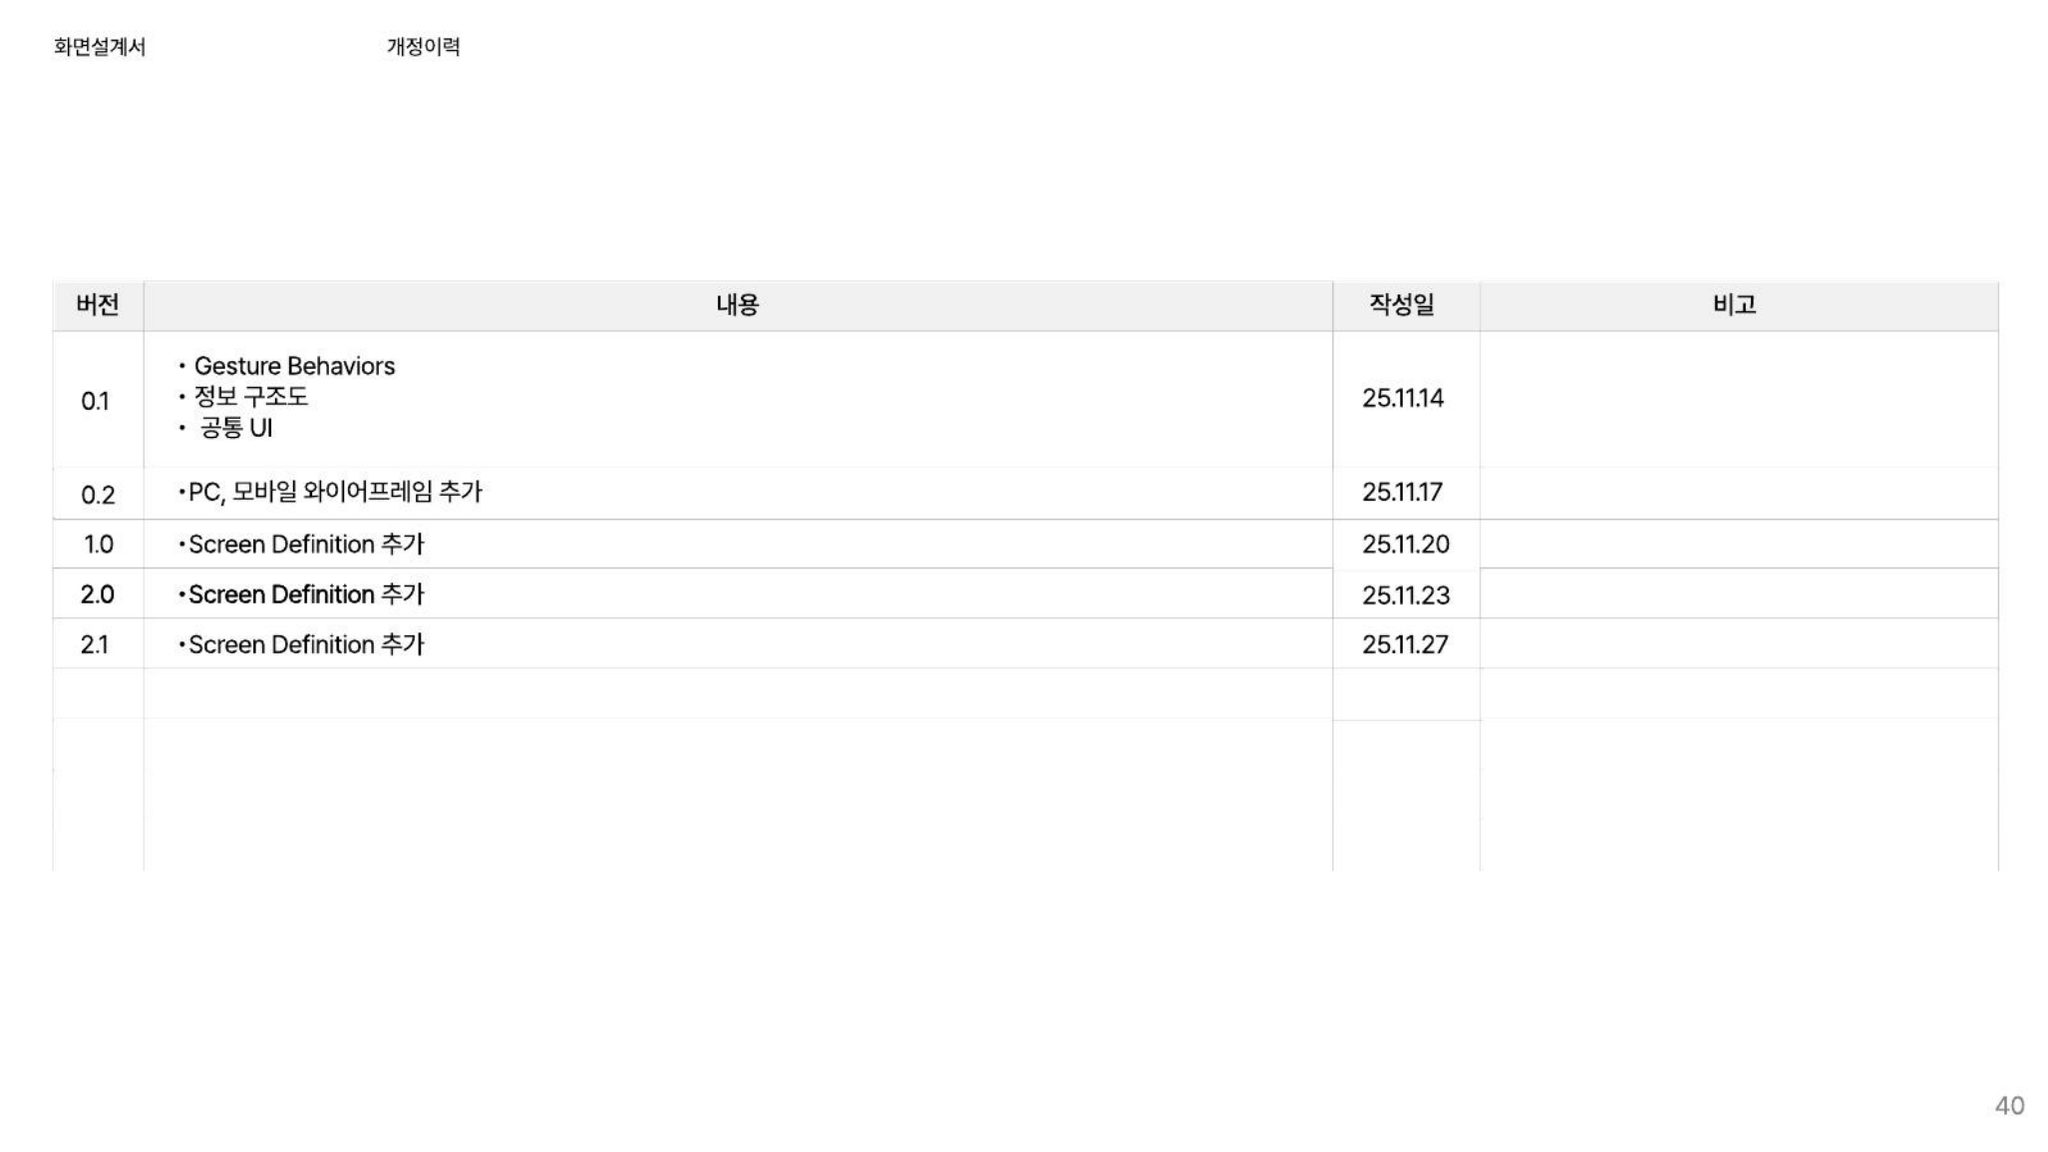 화면설계서 개정이력
버전 내용 작성일 비고
0.1
• Gesture Behaviors
• 정보 구조도
• 공통 UI
25.11.14
0.2 •PC, 모바일 와이어프레임 추가 25.11.17
1.0 •Screen Definition 추가 25.11.20
2.0 •Screen Definition 추가 25.11.23
2.1 •Screen Definition 추가 25.11.27
40